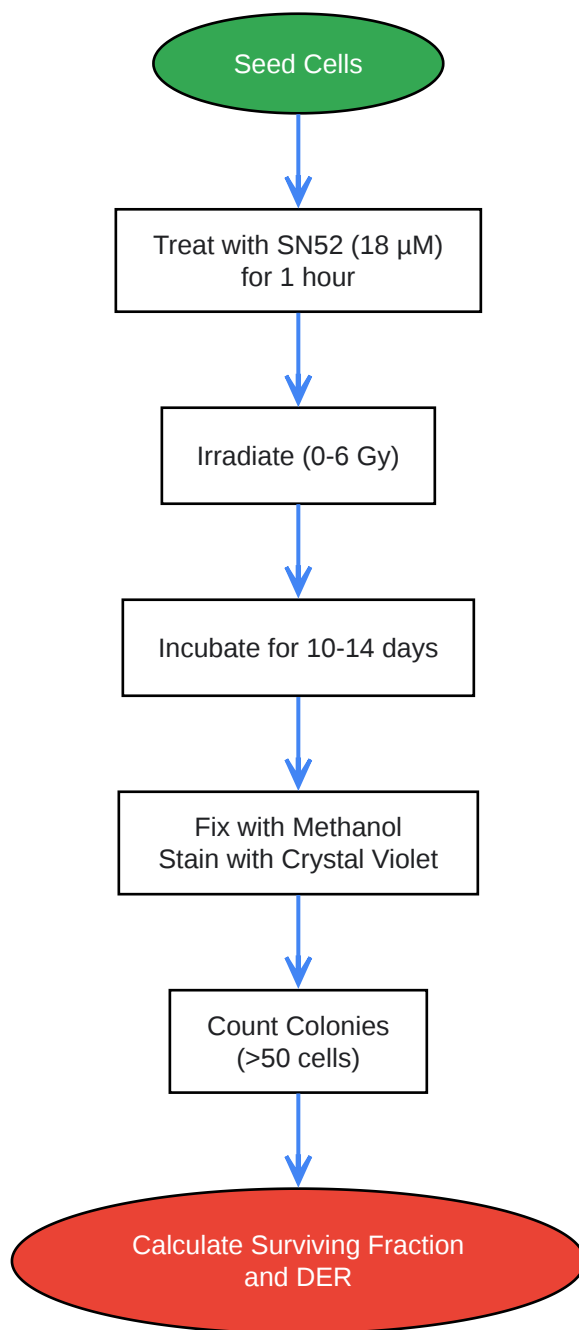 Seed Cells
Treat with SN52 (18 µM)
for 1 hour
Irradiate (0-6 Gy)
Incubate for 10-14 days
Fix with Methanol
Stain with Crystal Violet
Count Colonies
(>50 cells)
Calculate Surviving Fraction
and DER